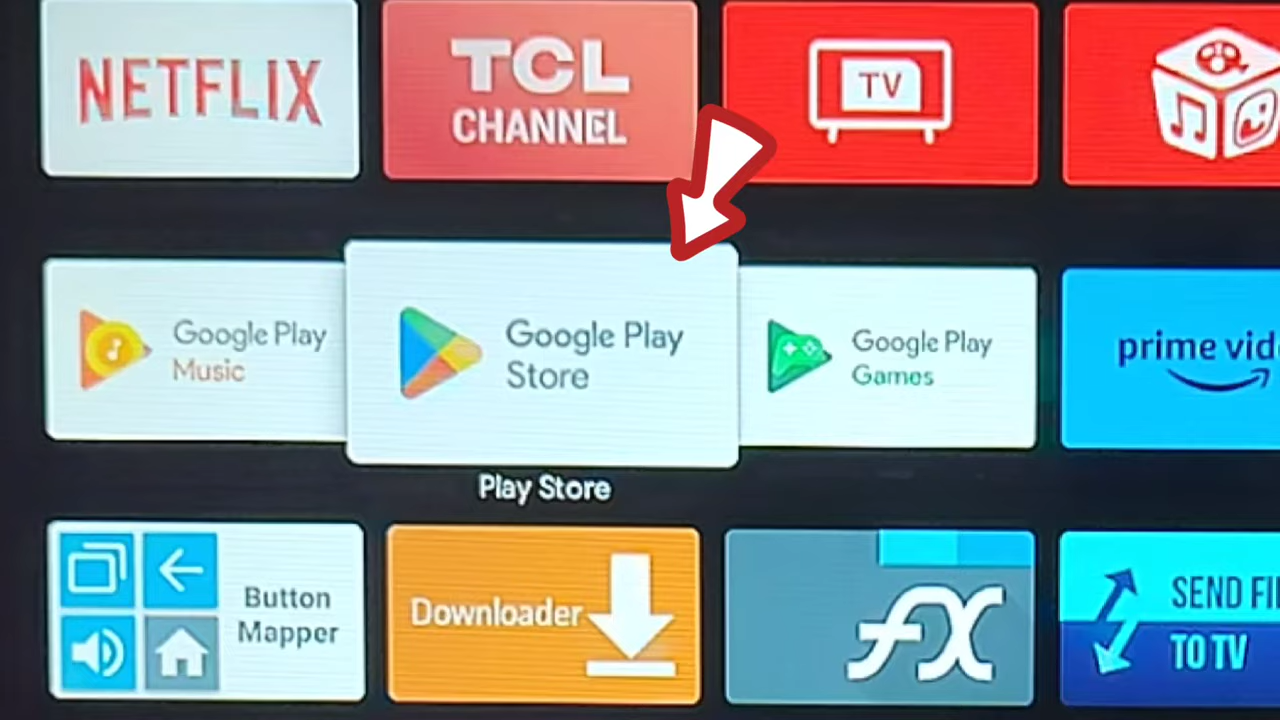 NETFLIX
TCL
CHANNEL
TV
Google Play
Music
Google Play
Store
Google Play
Games
prime vid
Play Store
Button
Mapper
Downloader
fx
SEND FI
TO TV